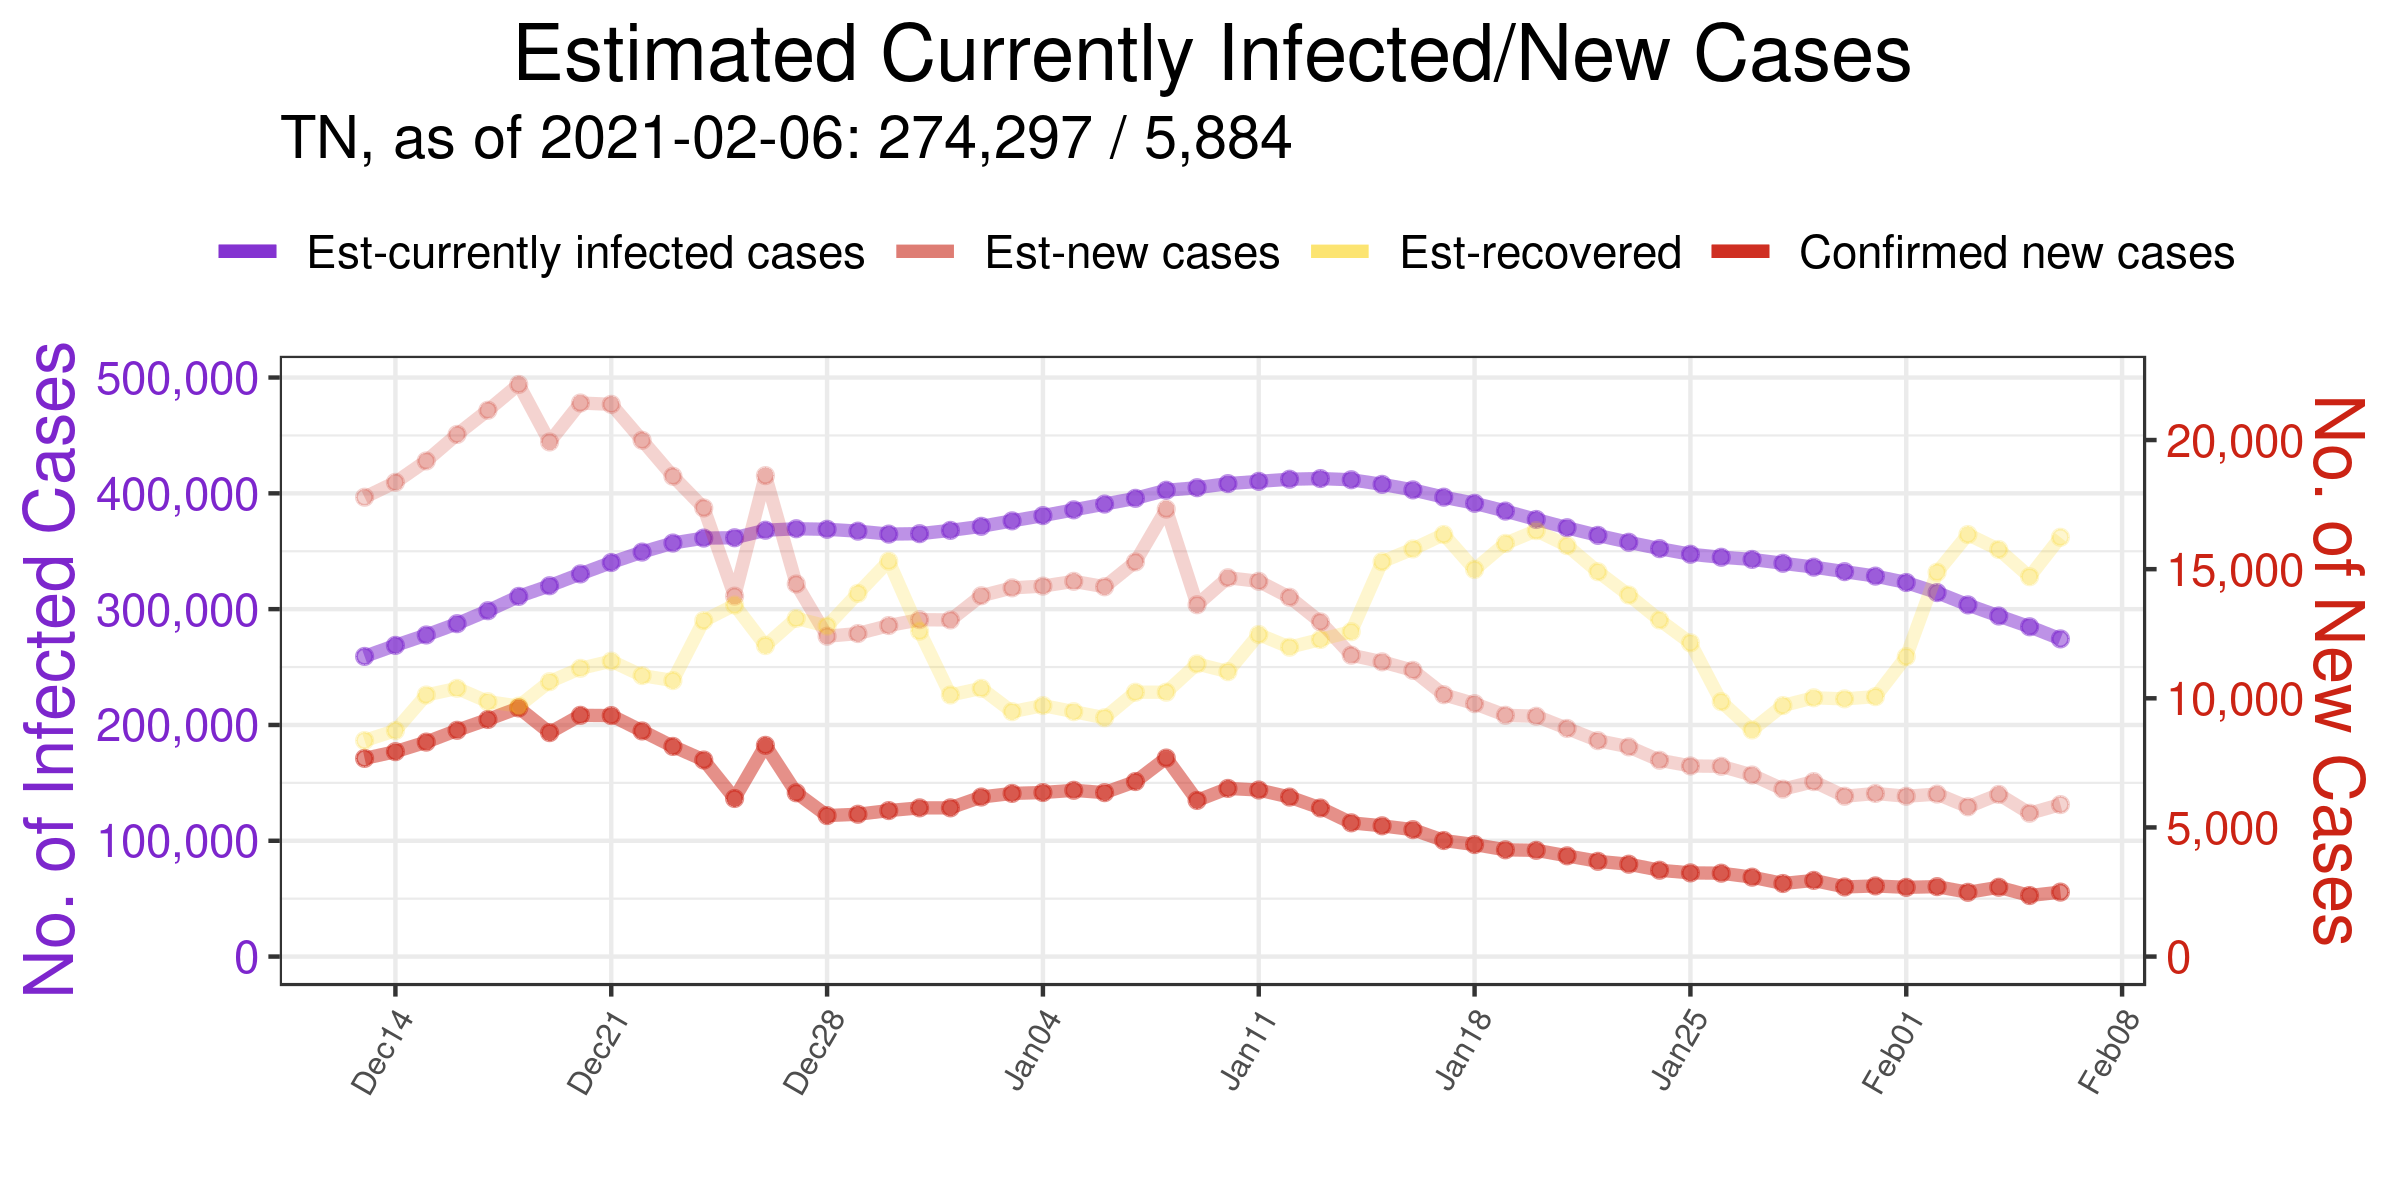 Estimated Currently Infected/New Cases
TN, as of 2021-02-06: 274,297 / 5,884
Est-currently infected cases Est-new cases Est-recovered Confirmed new cases
No. of Infected Cases
500,000
400,000
300,000
200,000
100,000
0
20,000
15,000
10,000
5,000
0
No. of New Cases
Dec14 Dec21 Dec28 Jan04 Jan11 Jan18 Jan25 Feb01 Feb08